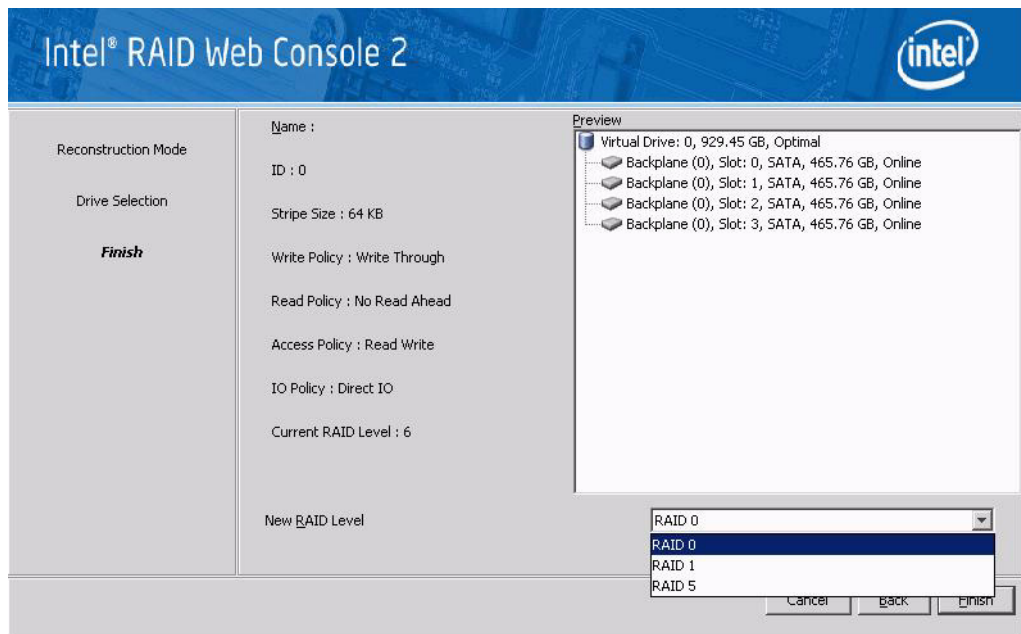 Intel® RAID Web Console 2
intel
Reconstruction Mode
Drive Selection
Finish
Name :
ID : 0
Stripe Size : 64 KB
Write Policy : Write Through
Read Policy : No Read Ahead
Access Policy : Read Write
IO Policy : Direct IO
Current RAID Level : 6
Preview
Virtual Drive: 0, 929.45 GB, Optimal
Backplane (0), Slot: 0, SATA, 465.76 GB, Online
Backplane (0), Slot: 1, SATA, 465.76 GB, Online
Backplane (0), Slot: 2, SATA, 465.76 GB, Online
Backplane (0), Slot: 3, SATA, 465.76 GB, Online
New RAID Level
RAID 0
RAID 0
RAID 1
RAID 5
Cancel
Back
Finish